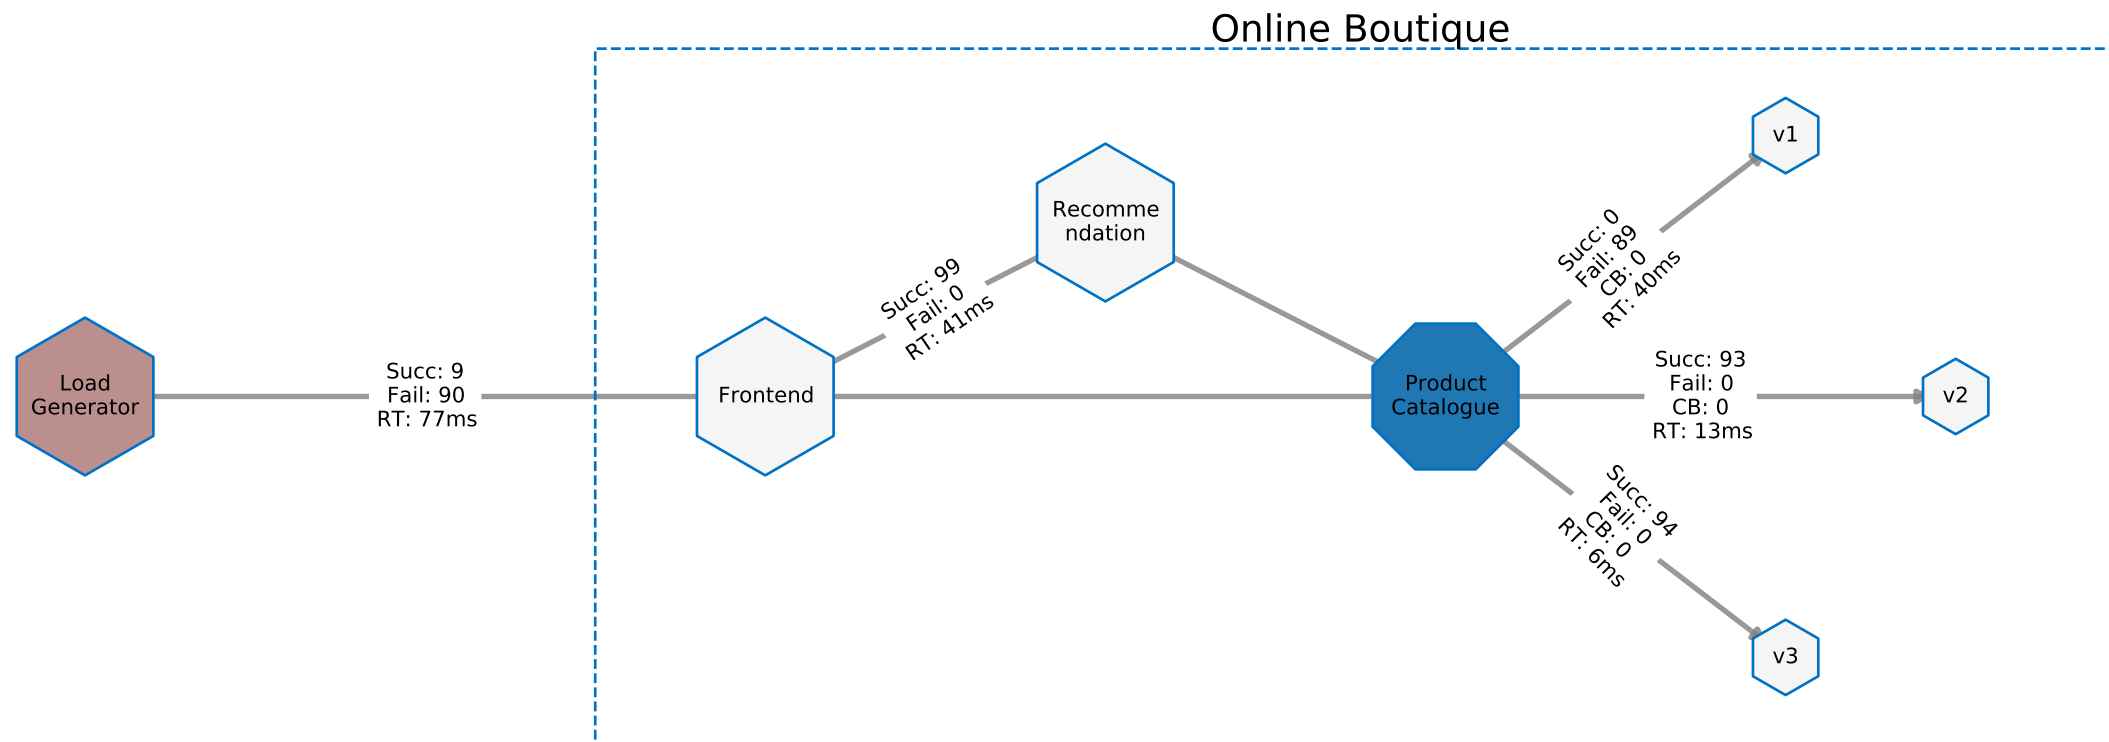 Online Boutique
Load
Generator
Succ: 9
Fail: 90
RT: 77ms
Frontend
Succ: 99
Fail: 0
RT: 41ms
Recomme
ndation
Product
Catalogue
Succ: 0
Fail: 89
CB: 0
RT: 40ms
v1
Succ: 93
Fail: 0
CB: 0
RT: 13ms
v2
Succ: 94
Fail: 0
CB: 0
RT: 6ms
v3